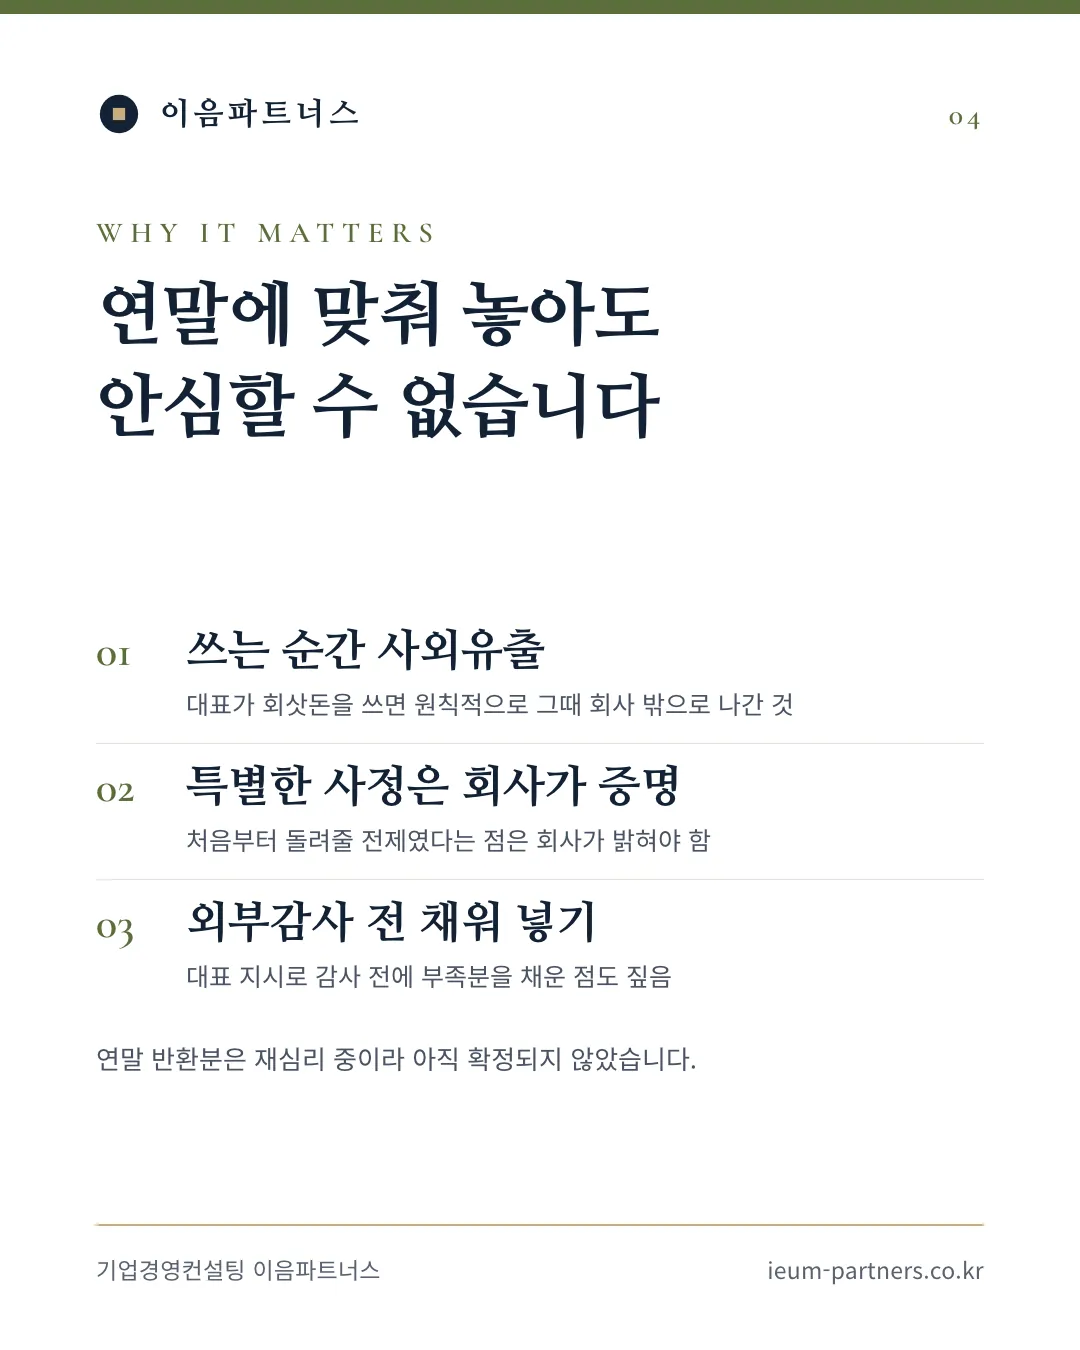 이음파트너스
04
WHY IT MATTERS
연말에 맞춰 놓아도
안심할 수 없습니다
01 쓰는 순간 사외유출
대표가 회삿돈을 쓰면 원칙적으로 그때 회사 밖으로 나간 것
02 특별한 사정은 회사가 증명
처음부터 돌려줄 전제였다는 점은 회사가 밝혀야 함
03 외부감사 전 채워 넣기
대표 지시로 감사 전에 부족분을 채운 점도 짚음
연말 반환분은 재심리 중이라 아직 확정되지 않았습니다.
기업경영컨설팅 이음파트너스
ieum-partners.co.kr